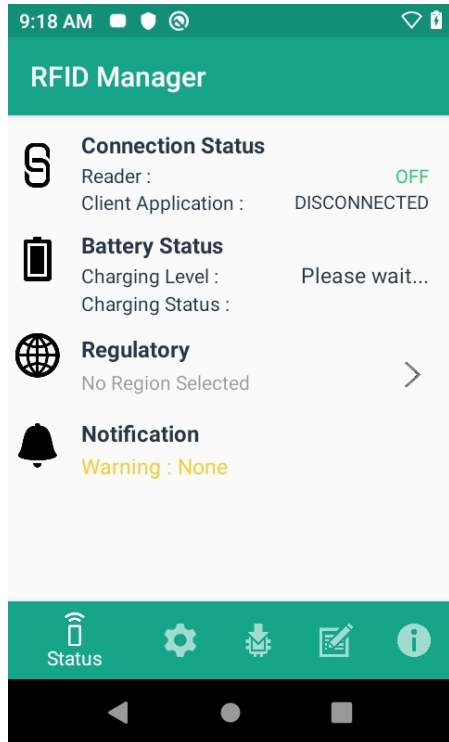 9:18 AM
RFID Manager
Connection Status
Reader : OFF
Client Application : DISCONNECTED
Battery Status
Charging Level : Please wait...
Charging Status :
Regulatory
No Region Selected
Notification
Warning : None
Status